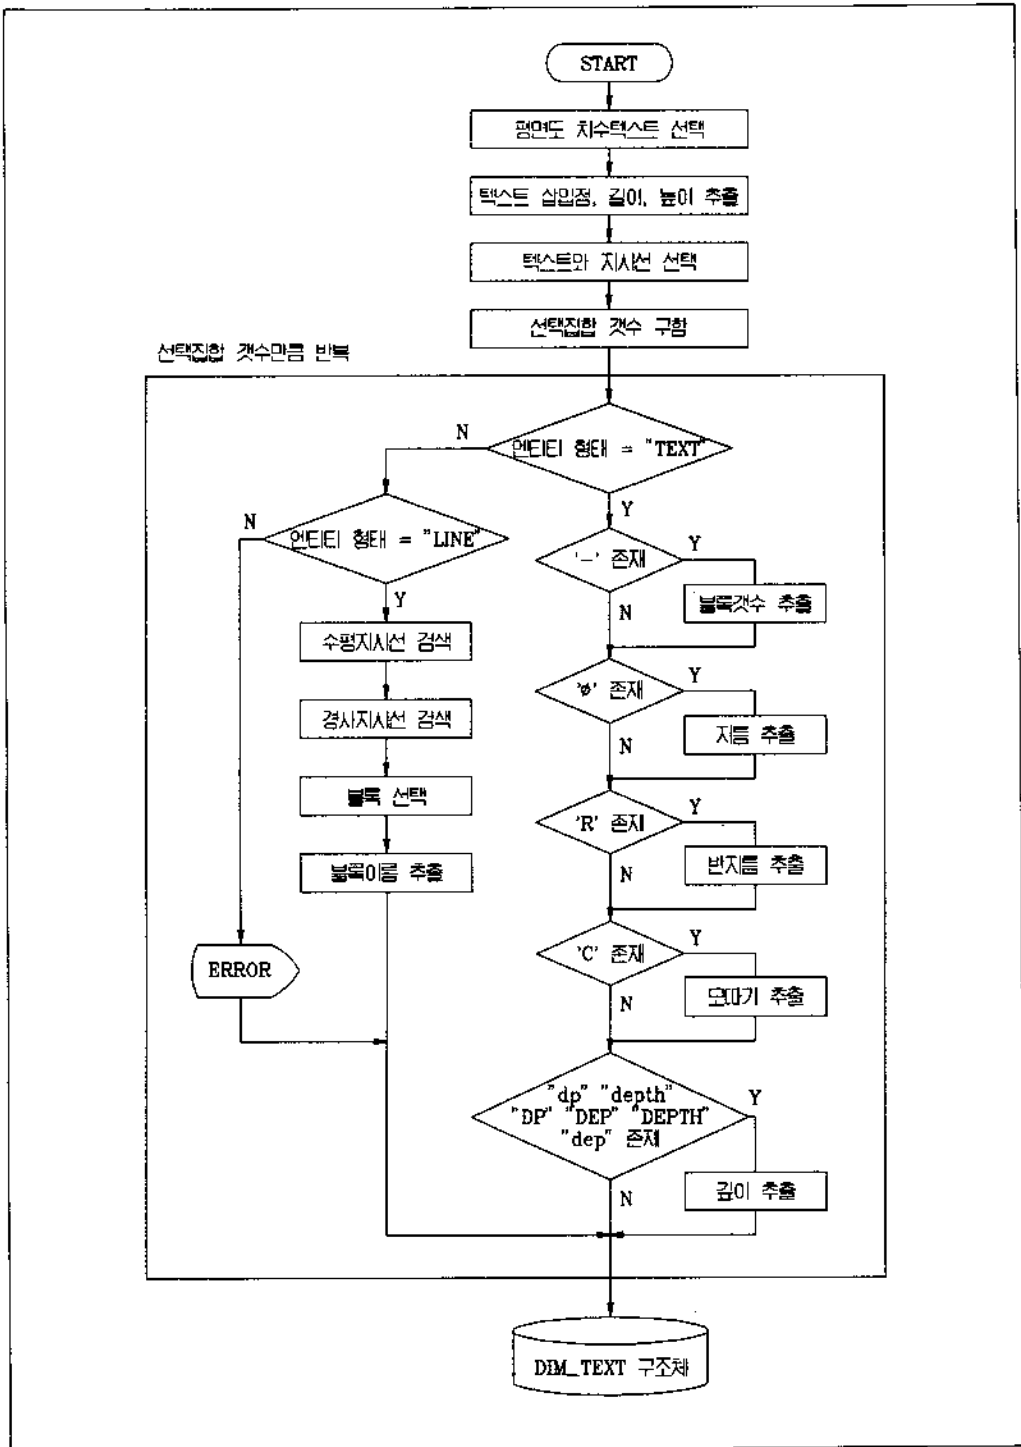 START
평면도 치수텍스트 선택
텍스트 삽입점, 길이, 높이 추출
텍스트와 지시선 선택
선택집합 갯수 구함
선택집합 갯수만큼 반복
엔티티 형태 = "TEXT"
N
Y
엔티티 형태 = "LINE"
N
Y
수평지시선 검색
경사지시선 검색
블록 선택
블록이름 추출
ERROR
'-' 존재
Y
N
블록갯수 추출
'ø' 존재
Y
N
지름 추출
'R' 존재
Y
N
반지름 추출
'C' 존재
Y
N
모따기 추출
"dp" "depth"
"DP" "DEP" "DEPTH"
"dep" 존재
Y
N
깊이 추출
DIM_TEXT 구조체